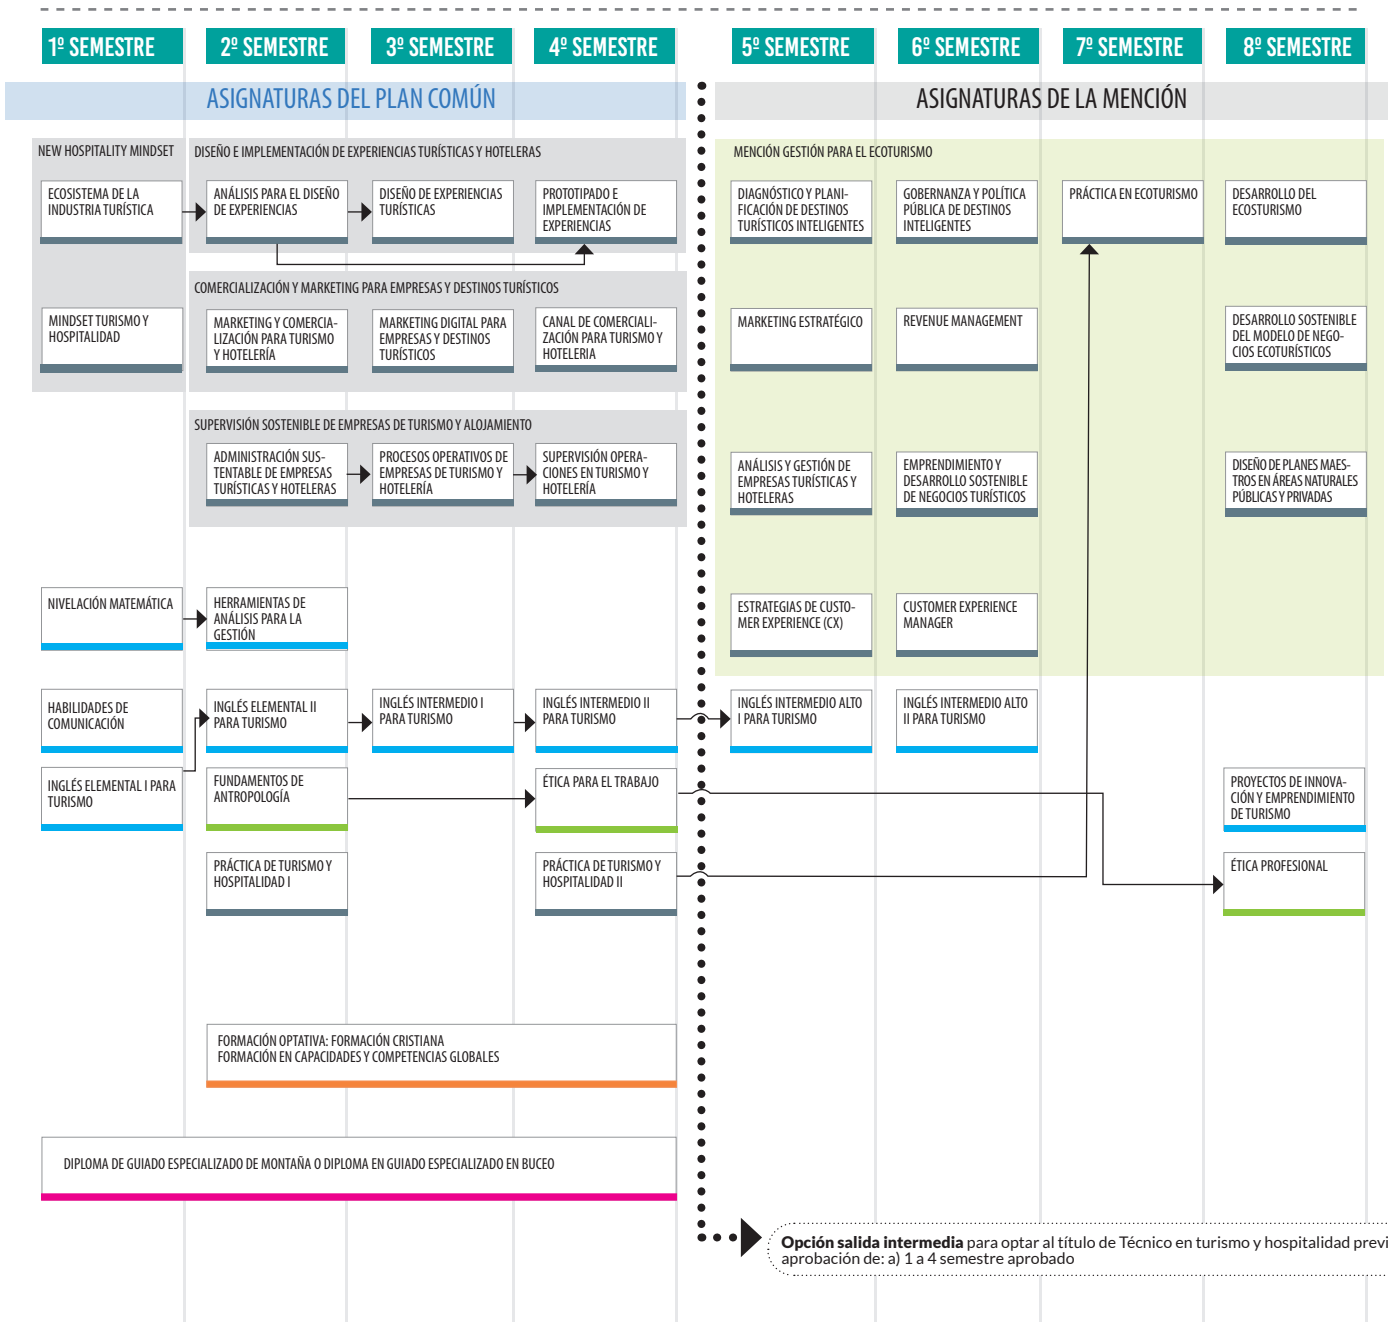 1º SEMESTRE
2º SEMESTRE
3º SEMESTRE
4º SEMESTRE
5º SEMESTRE
6º SEMESTRE
7º SEMESTRE
8º SEMESTRE
ASIGNATURAS DEL PLAN COMÚN
ASIGNATURAS DE LA MENCIÓN
NEW HOSPITALITY MINDSET
DISEÑO E IMPLEMENTACIÓN DE EXPERIENCIAS TURÍSTICAS Y HOTELERAS
MENCIÓN GESTIÓN PARA EL ECOTURISMO
ECOSISTEMA DE LA
INDUSTRIA TURÍSTICA
ANÁLISIS PARA EL DISEÑO
DE EXPERIENCIAS
DISEÑO DE EXPERIENCIAS
TURÍSTICAS
PROTOTIPADO E
IMPLEMENTACIÓN DE
EXPERIENCIAS
DIAGNÓSTICO Y PLANI-
FICACIÓN DE DESTINOS
TURÍSTICOS INTELIGENTES
GOBERNANZA Y POLÍTICA
PÚBLICA DE DESTINOS
INTELIGENTES
PRÁCTICA EN ECOTURISMO
DESARROLLO DEL
ECOSTURISMO
COMERCIALIZACIÓN Y MARKETING PARA EMPRESAS Y DESTINOS TURÍSTICOS
MINDSET TURISMO Y
HOSPITALIDAD
MARKETING Y COMERCIA-
LIZACIÓN PARA TURISMO
Y HOTELERÍA
MARKETING DIGITAL PARA
EMPRESAS Y DESTINOS
TURÍSTICOS
CANAL DE COMERCIALI-
ZACIÓN PARA TURISMO Y
HOTELERIA
MARKETING ESTRATÉGICO
REVENUE MANAGEMENT
DESARROLLO SOSTENIBLE
DEL MODELO DE NEGO-
CIOS ECOTURÍSTICOS
SUPERVISIÓN SOSTENIBLE DE EMPRESAS DE TURISMO Y ALOJAMIENTO
ADMINISTRACIÓN SUS-
TENTABLE DE EMPRESAS
TURÍSTICAS Y HOTELERAS
PROCESOS OPERATIVOS DE
EMPRESAS DE TURISMO Y
HOTELERÍA
SUPERVISIÓN OPERA-
CIONES EN TURISMO Y
HOTELERÍA
ANÁLISIS Y GESTIÓN DE
EMPRESAS TURÍSTICAS Y
HOTELERAS
EMPRENDIMIENTO Y
DESARROLLO SOSTENIBLE
DE NEGOCIOS TURÍSTICOS
DISEÑO DE PLANES MAES-
TROS EN ÁREAS NATURALES
PÚBLICAS Y PRIVADAS
NIVELACIÓN MATEMÁTICA
HERRAMIENTAS DE
ANÁLISIS PARA LA
GESTIÓN
ESTRATEGIAS DE CUSTO-
MER EXPERIENCE (CX)
CUSTOMER EXPERIENCE
MANAGER
HABILIDADES DE
COMUNICACIÓN
INGLÉS ELEMENTAL II
PARA TURISMO
INGLÉS INTERMEDIO I
PARA TURISMO
INGLÉS INTERMEDIO II
PARA TURISMO
INGLÉS INTERMEDIO ALTO
I PARA TURISMO
INGLÉS INTERMEDIO ALTO
II PARA TURISMO
INGLÉS ELEMENTAL I PARA
TURISMO
FUNDAMENTOS DE
ANTROPOLOGÍA
ÉTICA PARA EL TRABAJO
PROYECTOS DE INNOVA-
CIÓN Y EMPRENDIMIENTO
DE TURISMO
PRÁCTICA DE TURISMO Y
HOSPITALIDAD I
PRÁCTICA DE TURISMO Y
HOSPITALIDAD II
ÉTICA PROFESIONAL
FORMACIÓN OPTATIVA: FORMACIÓN CRISTIANA
FORMACIÓN EN CAPACIDADES Y COMPETENCIAS GLOBALES
DIPLOMA DE GUIADO ESPECIALIZADO DE MONTAÑA O DIPLOMA EN GUIADO ESPECIALIZADO EN BUCEO
Opción salida intermedia para optar al título de Técnico en turismo y hospitalidad previ
aprobación de: a) 1 a 4 semestre aprobado